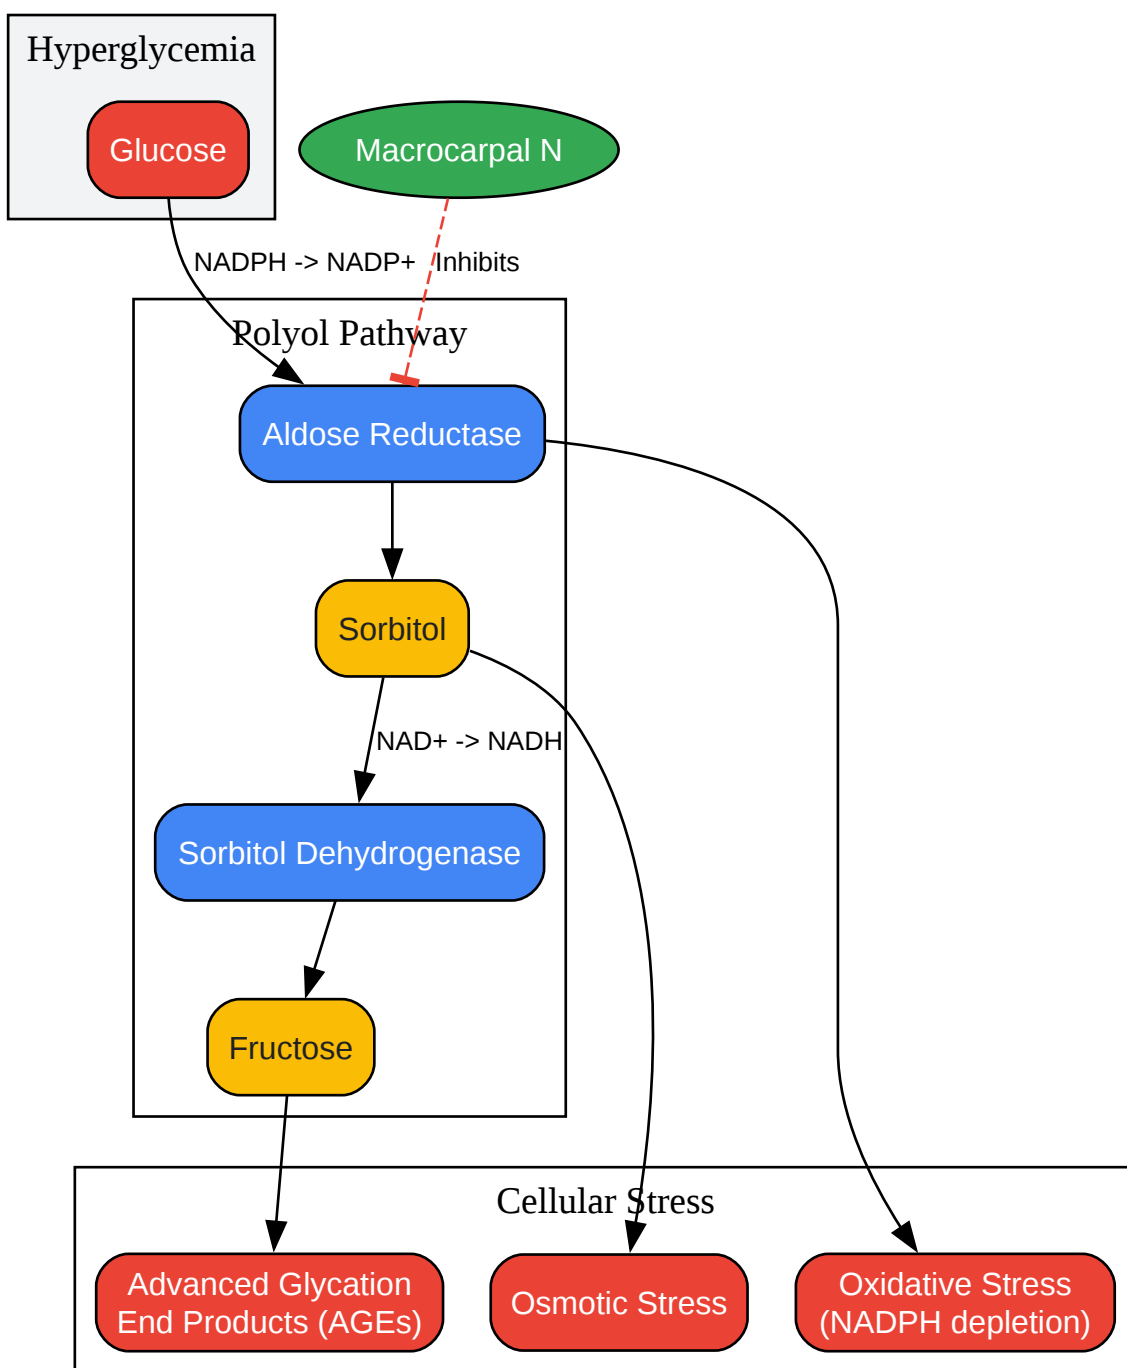 Hyperglycemia
Glucose
Macrocarpal N
NADPH -> NADP+
Inhibits
Polyol Pathway
Aldose Reductase
Sorbitol
NAD+ -> NADH
Sorbitol Dehydrogenase
Fructose
Cellular Stress
Advanced Glycation
End Products (AGEs)
Osmotic Stress
Oxidative Stress
(NADPH depletion)